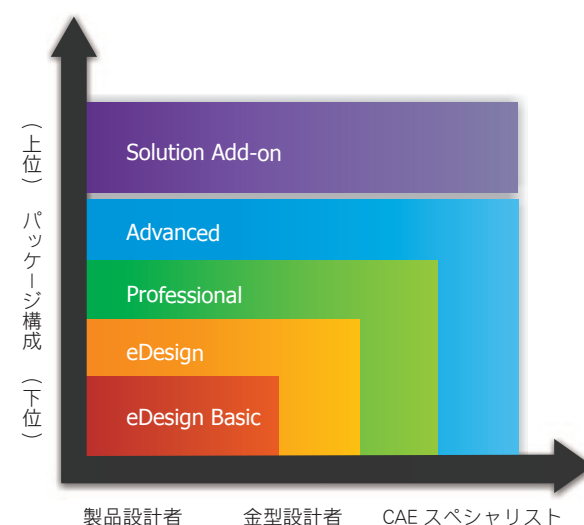 Solution Add-on
Advanced
Professional
eDesign
eDesign Basic
（上位） パッケージ構成 （下位）
製品設計者 金型設計者 CAE スペシャリスト